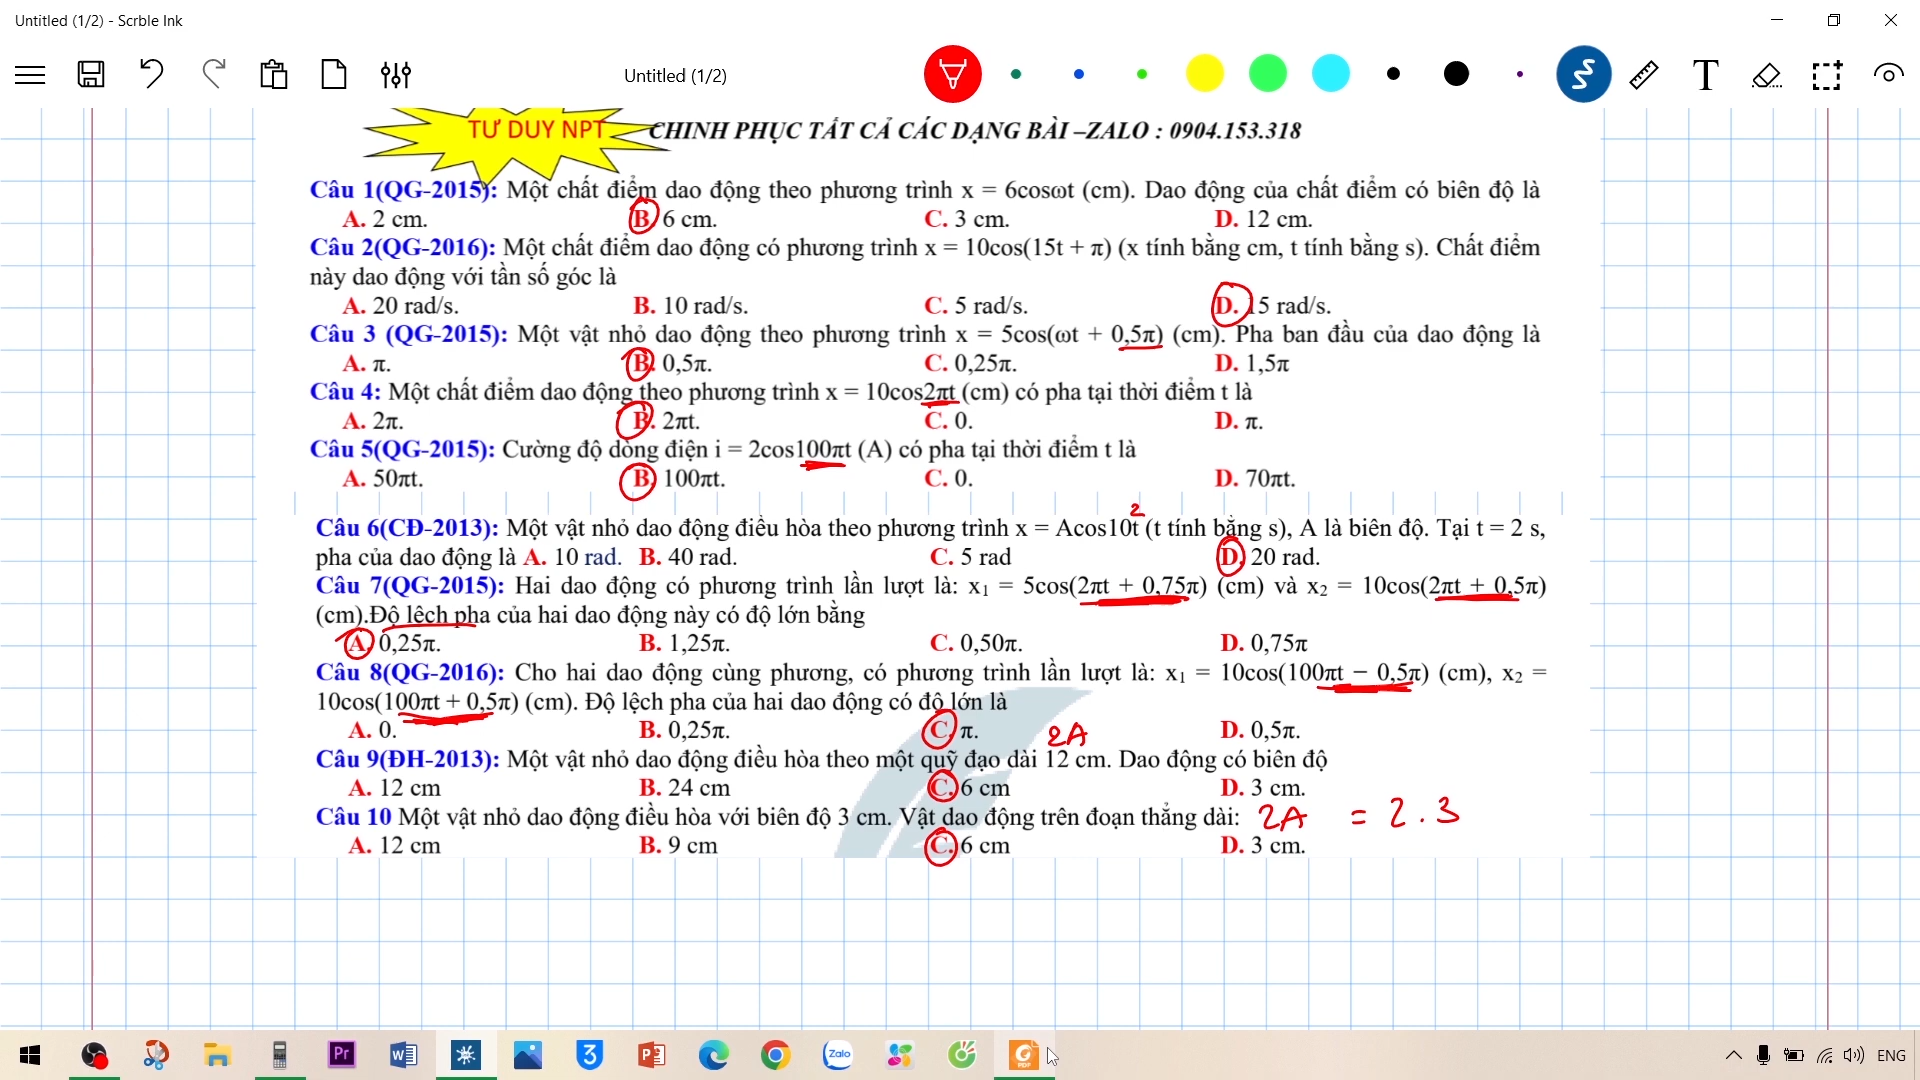 Untitled (1/2) - Scrble Ink
Untitled (1/2)
T
TƯ DUY NPT
CHINH PHỤC TẤT CẢ CÁC DẠNG BÀI –ZALO : 0904.153.318
Câu 1(QG-2015): Một chất điểm dao động theo phương trình x = 6cosωt (cm). Dao động của chất điểm có biên độ là
A. 2 cm. B. 6 cm. C. 3 cm. D. 12 cm.
Câu 2(QG-2016): Một chất điểm dao động có phương trình x = 10cos(15t + π) (x tính bằng cm, t tính bằng s). Chất điểm
này dao động với tần số góc là
A. 20 rad/s. B. 10 rad/s. C. 5 rad/s. D. 15 rad/s.
Câu 3 (QG-2015): Một vật nhỏ dao động theo phương trình x = 5cos(ωt + 0,5π) (cm). Pha ban đầu của dao động là
A. π. B. 0,5π. C. 0,25π. D. 1,5π
Câu 4: Một chất điểm dao động theo phương trình x = 10cos2πt (cm) có pha tại thời điểm t là
A. 2π. B. 2πt. C. 0. D. π.
Câu 5(QG-2015): Cường độ dòng điện i = 2cos100πt (A) có pha tại thời điểm t là
A. 50πt. B. 100πt. C. 0. D. 70πt.
2
Câu 6(CĐ-2013): Một vật nhỏ dao động điều hòa theo phương trình x = Acos10t (t tính bằng s), A là biên độ. Tại t = 2 s,
pha của dao động là A. 10 rad. B. 40 rad. C. 5 rad D. 20 rad.
Câu 7(QG-2015): Hai dao động có phương trình lần lượt là: x₁ = 5cos(2πt + 0,75π) (cm) và x₂ = 10cos(2πt + 0,5π)
(cm).Độ lệch pha của hai dao động này có độ lớn bằng
A. 0,25π. B. 1,25π. C. 0,50π. D. 0,75π
Câu 8(QG-2016): Cho hai dao động cùng phương, có phương trình lần lượt là: x₁ = 10cos(100πt − 0,5π) (cm), x₂ =
10cos(100πt + 0,5π) (cm). Độ lệch pha của hai dao động có độ lớn là
A. 0. B. 0,25π. C. π. D. 0,5π.
2A
Câu 9(ĐH-2013): Một vật nhỏ dao động điều hòa theo một quỹ đạo dài 12 cm. Dao động có biên độ
A. 12 cm B. 24 cm C. 6 cm D. 3 cm.
Câu 10 Một vật nhỏ dao động điều hòa với biên độ 3 cm. Vật dao động trên đoạn thẳng dài: 2A = 2.3
A. 12 cm B. 9 cm C. 6 cm D. 3 cm.
Pr
Zalo
PDF
ENG